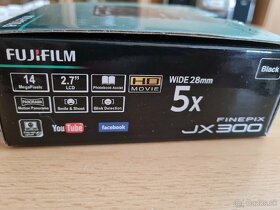 FUJIFILM
Black
14 MegaPixels
2.7" LCD
Photobook Assist
HD MOVIE
WIDE 28mm
5x
Motion Panorama
Smile & Shoot
Blink Detection
FINEPIX
JX300
YouTube
facebook